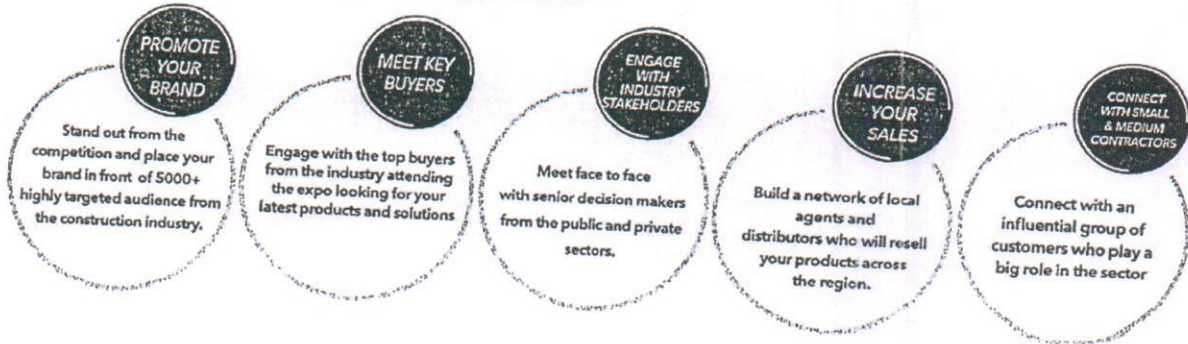 PROMOTE
YOUR
BRAND
Stand out from the
competition and place your
brand in front of 5000+
highly targeted audience from
the construction industry.
MEET KEY
BUYERS
Engage with the top buyers
from the industry attending
the expo looking for your
latest products and solutions
ENGAGE
WITH
INDUSTRY
STAKEHOLDERS
Meet face to face
with senior decision makers
from the public and private
sectors.
INCREASE
YOUR
SALES
Build a network of local
agents and
distributors who will resell
your products across
the region.
CONNECT
WITH SMALL
& MEDIUM
CONTRACTORS
Connect with an
influential group of
customers who play a
big role in the sector